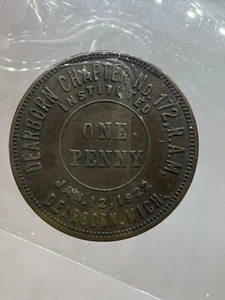 DEARBORN CHAPTER NO. 172, R.A.M.
INSTITUTED
ONE
PENNY
JAN. 12, 1922
DEARBORN, MICH.